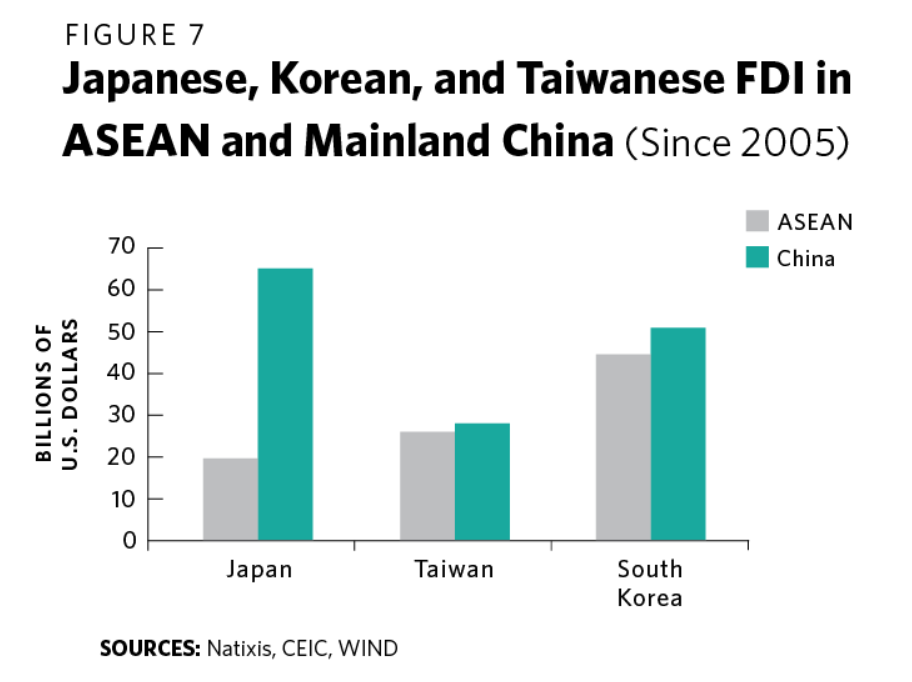 FIGURE 7
Japanese, Korean, and Taiwanese FDI in
ASEAN and Mainland China (Since 2005)
ASEAN
China
BILLIONS OF
U.S. DOLLARS
70
60
50
40
30
20
10
0
Japan
Taiwan
South
Korea
SOURCES: Natixis, CEIC, WIND